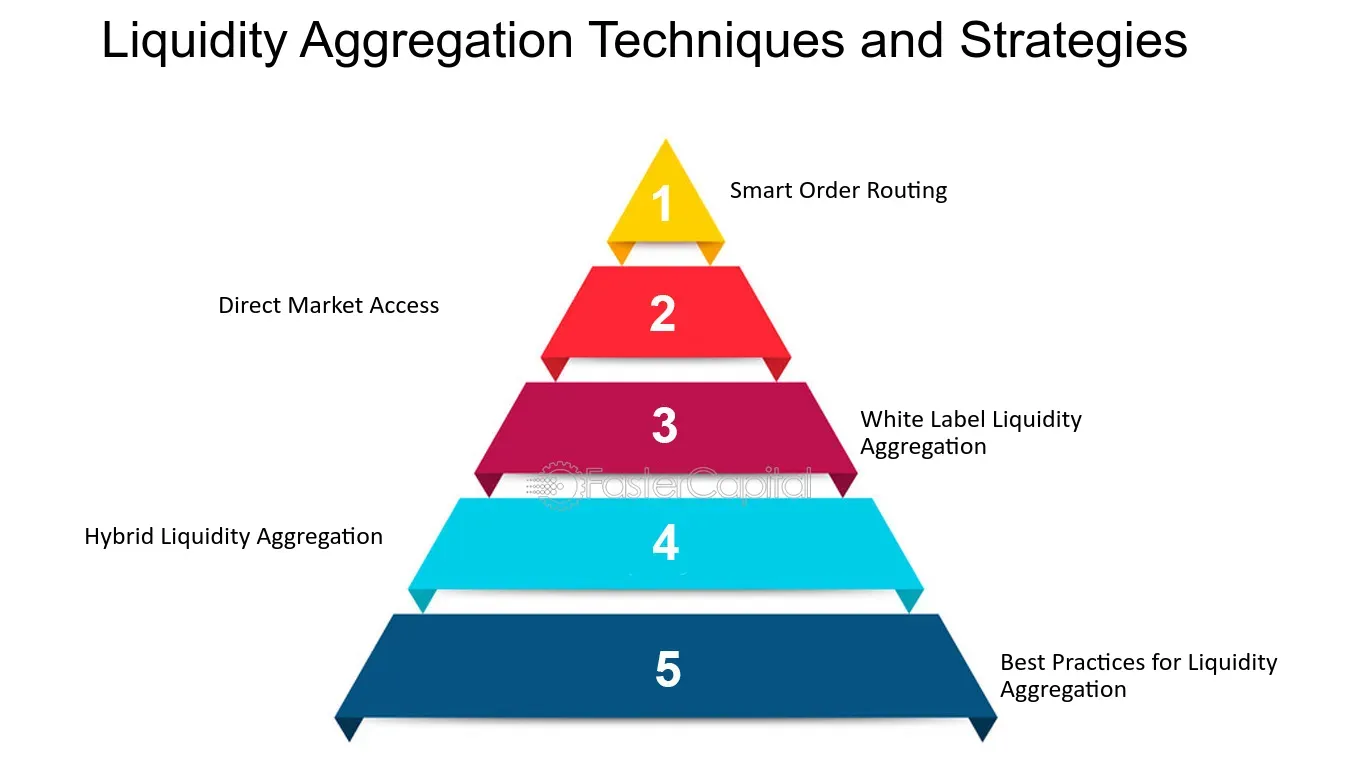 Liquidity Aggregation Techniques and Strategies
1
Smart Order Routing
Direct Market Access
2
3
White Label Liquidity
Aggregation
FasterCapital
Hybrid Liquidity Aggregation
4
5
Best Practices for Liquidity
Aggregation